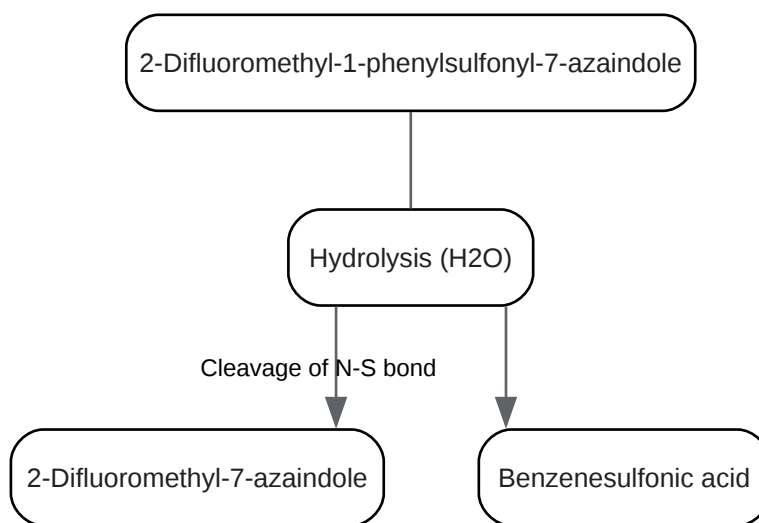 2-Difluoromethyl-1-phenylsulfonyl-7-azaindole
Hydrolysis (H2O)
Cleavage of N-S bond
2-Difluoromethyl-7-azaindole
Benzenesulfonic acid